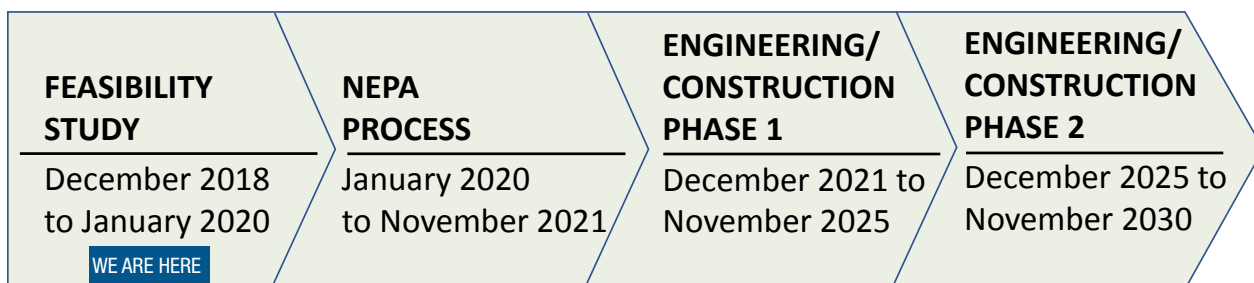 FEASIBILITY
STUDY
December 2018
to January 2020
WE ARE HERE
NEPA
PROCESS
January 2020
to November 2021
ENGINEERING/
CONSTRUCTION
PHASE 1
December 2021 to
November 2025
ENGINEERING/
CONSTRUCTION
PHASE 2
December 2025 to
November 2030